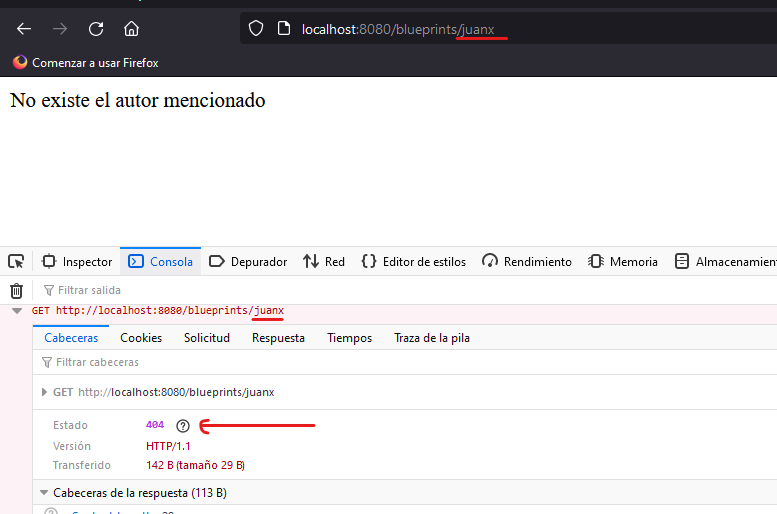 localhost:8080/blueprints/juanx
Comenzar a usar Firefox
No existe el autor mencionado
Inspector Consola Depurador Red Editor de estilos Rendimiento Memoria Almacenamien
Filtrar salida
GET http://localhost:8080/blueprints/juanx
Cabeceras Cookies Solicitud Respuesta Tiempos Traza de la pila
Filtrar cabeceras
GET http://localhost:8080/blueprints/juanx
Estado 404 ?
Versión HTTP/1.1
Transferido 142 B (tamaño 29 B)
Cabeceras de la respuesta (113 B)